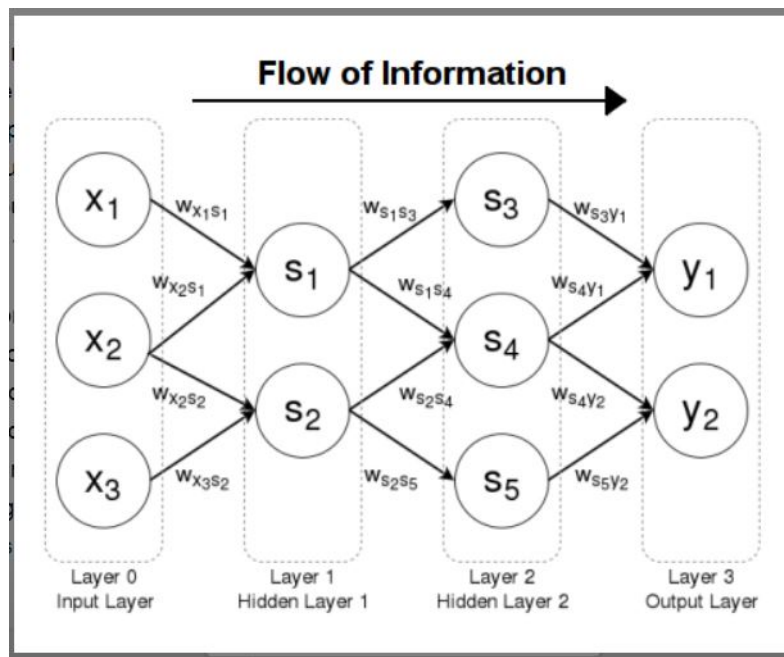 Flow of Information
x1
wx1s1
wx2s1
x2
wx2s2
x3
wx3s2
s1
s2
ws1s3
ws1s4
ws2s4
ws2s5
s3
s4
s5
ws3y1
ws4y1
ws4y2
ws5y2
y1
y2
Layer 0
Input Layer
Layer 1
Hidden Layer 1
Layer 2
Hidden Layer 2
Layer 3
Output Layer